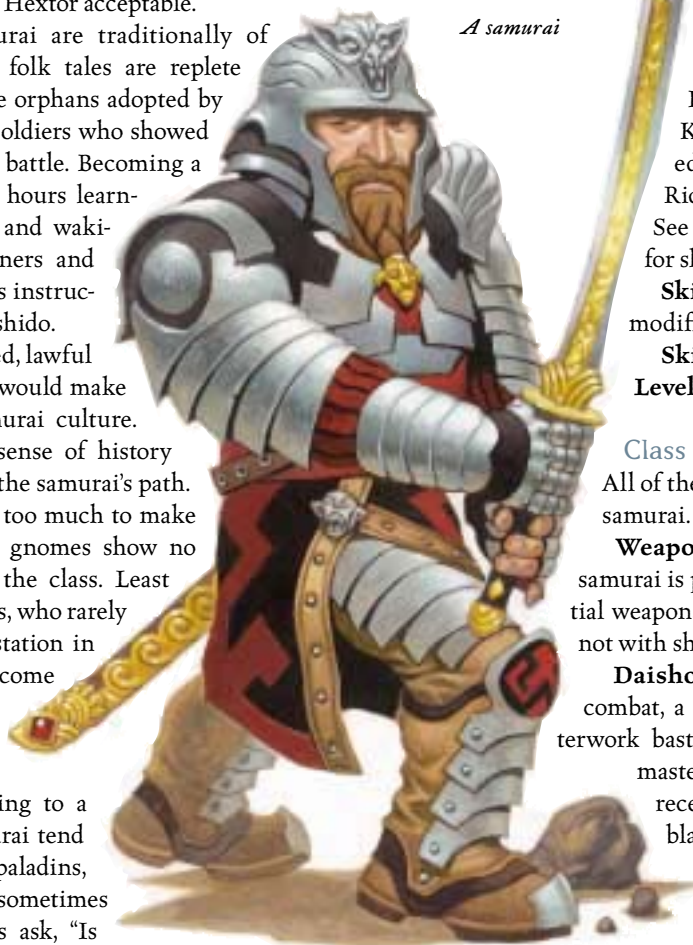 Hextor acceptable.
urai are traditionally of
folk tales are replete
e orphans adopted by
oldiers who showed
battle. Becoming a
hours learn-
and waki-
ners and
s instruc-
shido.
ed, lawful
would make
urai culture.
sense of history
the samurai’s path.
too much to make
gnomes show no
the class. Least
s, who rarely
station in
come
ing to a
rai tend
paladins,
sometimes
s ask, “Is
A samurai
K
ec
Ric
See
for sk
Ski
modif
Ski
Level
Class
All of the
samurai.
Weapo
samurai is p
tial weapon
not with sh
Daisho
combat, a
terwork bast
maste
rece
bla